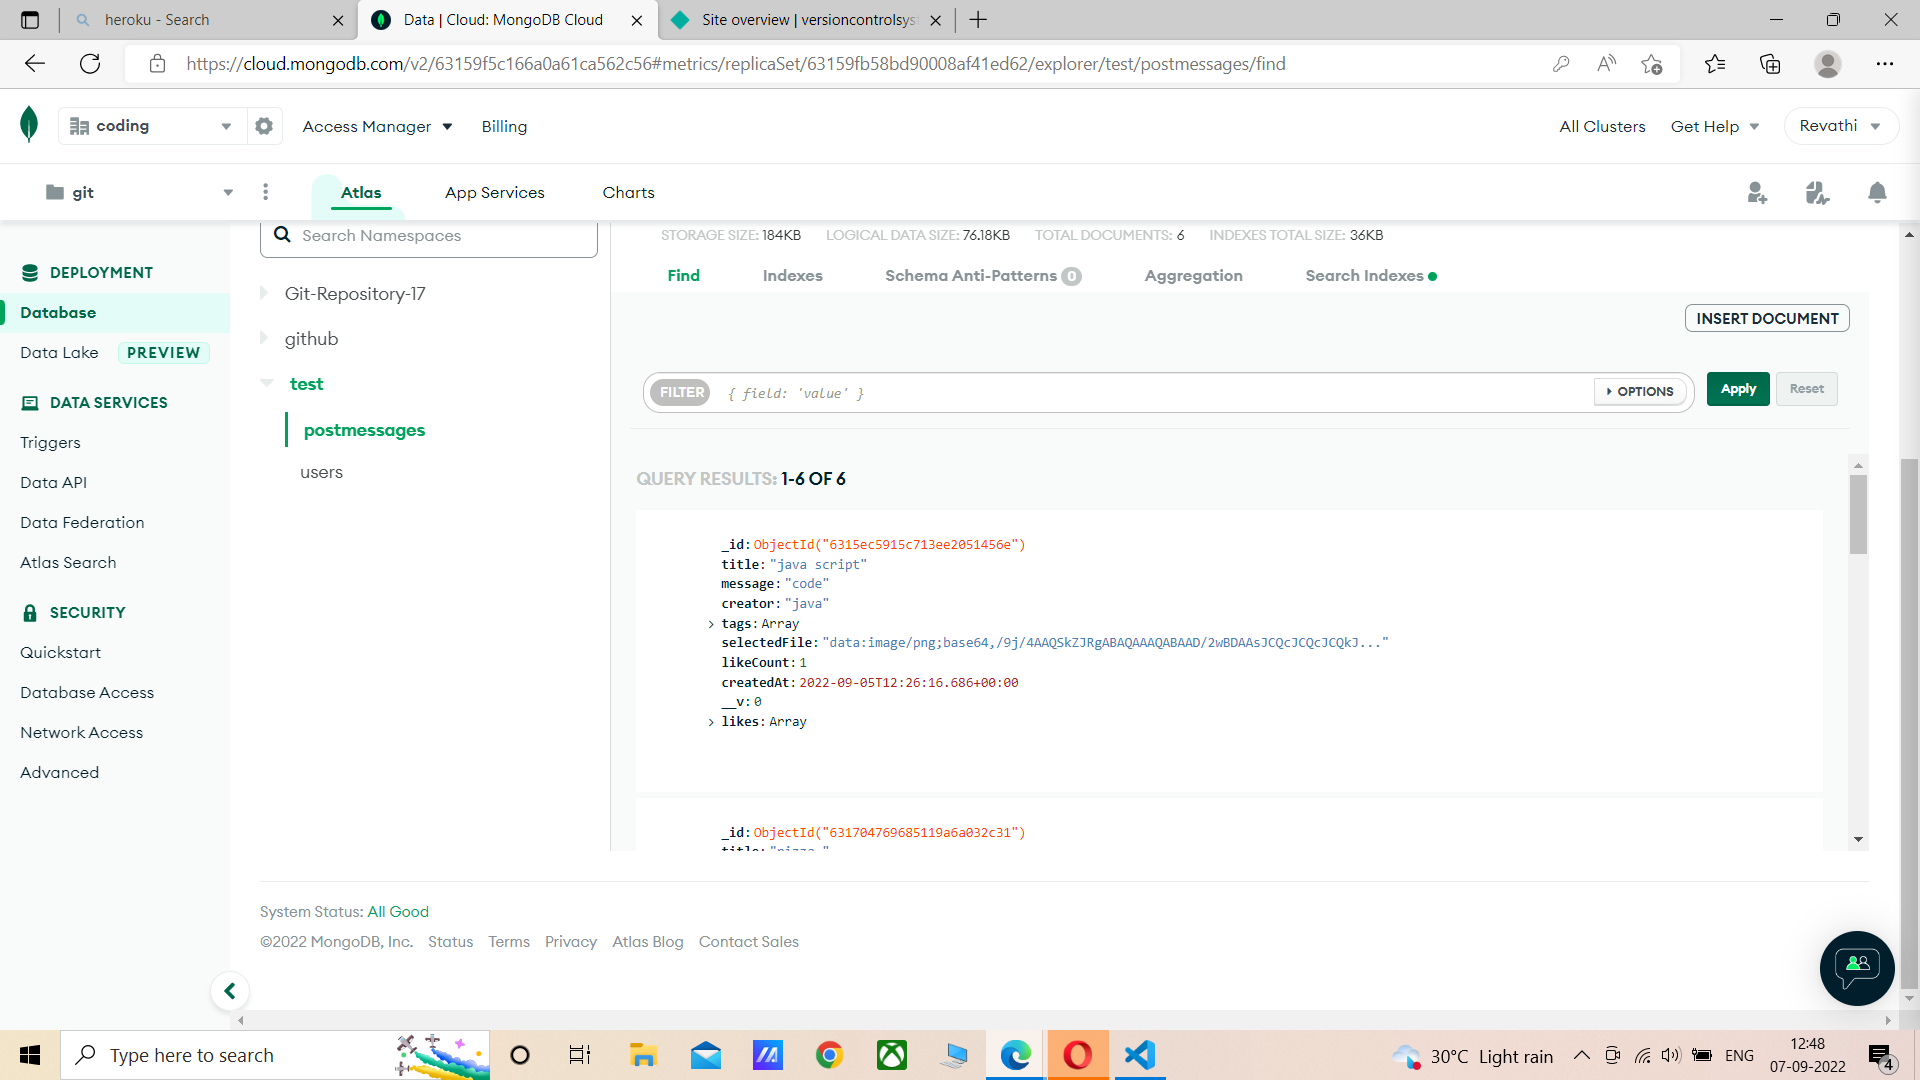 heroku - Search
Data | Cloud: MongoDB Cloud
Site overview | versioncontrolsys
https://cloud.mongodb.com/v2/63159f5c166a0a61ca562c56#metrics/replicaSet/63159fb58bd90008af41ed62/explorer/test/postmessages/find
coding
Access Manager
Billing
All Clusters
Get Help
Revathi
git
Atlas
App Services
Charts
DEPLOYMENT
Database
Data Lake PREVIEW
DATA SERVICES
Triggers
Data API
Data Federation
Atlas Search
SECURITY
Quickstart
Database Access
Network Access
Advanced
Search Namespaces
Git-Repository-17
github
test
postmessages
users
STORAGE SIZE: 184KB LOGICAL DATA SIZE: 76.18KB TOTAL DOCUMENTS: 6 INDEXES TOTAL SIZE: 36KB
Find Indexes Schema Anti-Patterns 0 Aggregation Search Indexes
INSERT DOCUMENT
FILTER { field: 'value' } OPTIONS Apply Reset
QUERY RESULTS: 1-6 OF 6
_id: ObjectId("6315ec5915c713ee2051456e")
title: "java script"
message: "code"
creator: "java"
tags: Array
selectedFile: "data:image/png;base64,/9j/4AAQSkZJRgABAQAAAQABAAD/2wBDAAsJCQcJCQcJCQkJ..."
likeCount: 1
createdAt: 2022-09-05T12:26:16.686+00:00
__v: 0
likes: Array
_id: ObjectId("631704769685119a6a032c31")
title: "pizza "
System Status: All Good
©2022 MongoDB, Inc. Status Terms Privacy Atlas Blog Contact Sales
Type here to search
30°C Light rain
ENG
12:48
07-09-2022
4